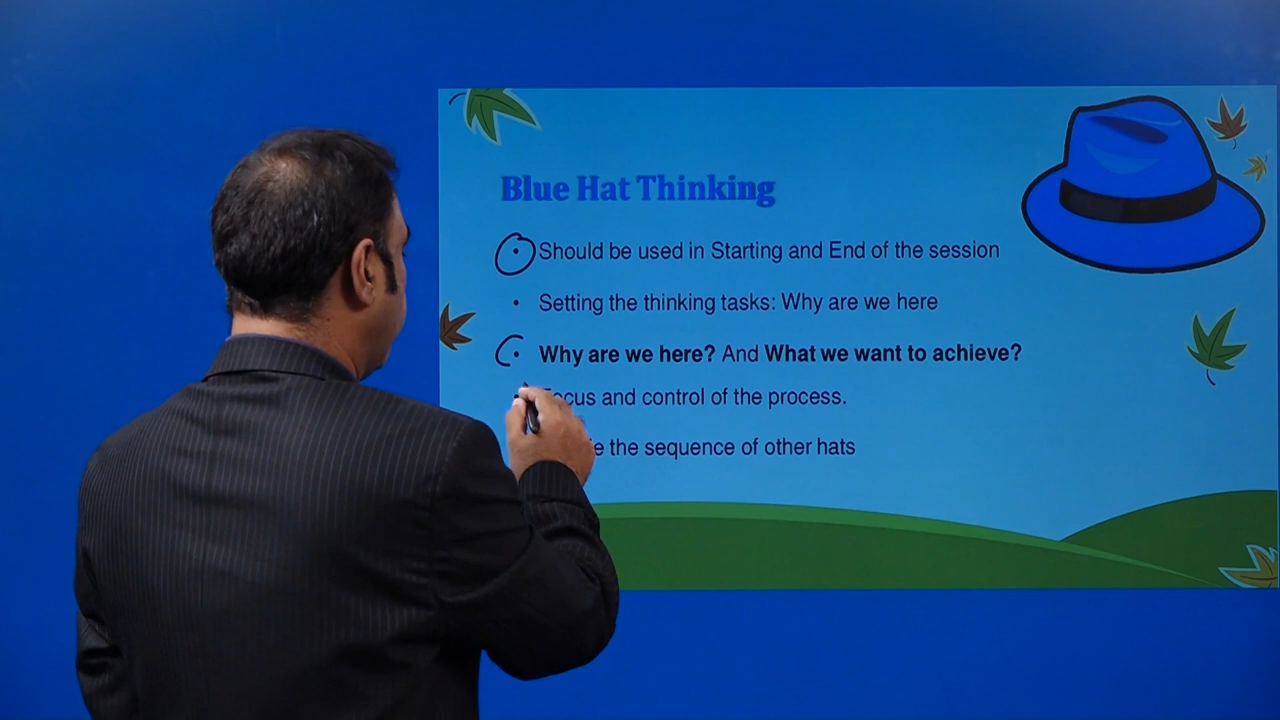 Blue Hat Thinking
Should be used in Starting and End of the session
Setting the thinking tasks: Why are we here
Why are we here? And What we want to achieve?
and control of the process.
the sequence of other hats